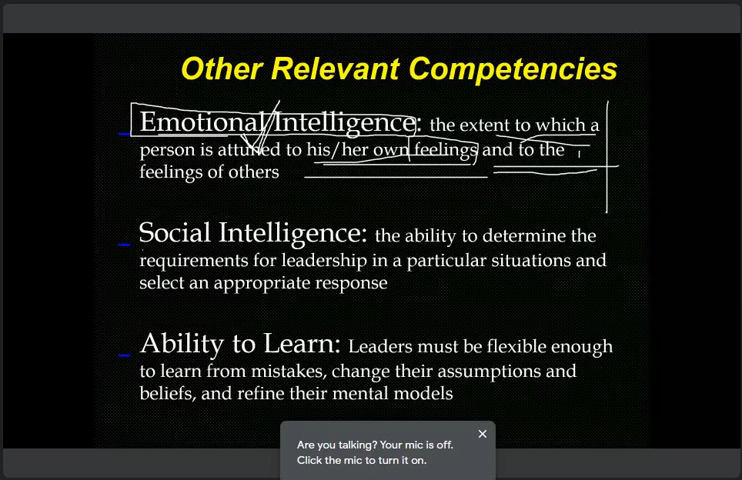 Other Relevant Competencies
Emotional Intelligence: the extent to which a
person is attuned to his/her own feelings and to the
feelings of others
Social Intelligence: the ability to determine the
requirements for leadership in a particular situations and
select an appropriate response
Ability to Learn: Leaders must be flexible enough
to learn from mistakes, change their assumptions and
beliefs, and refine their mental models
Are you talking? Your mic is off.
Click the mic to turn it on.